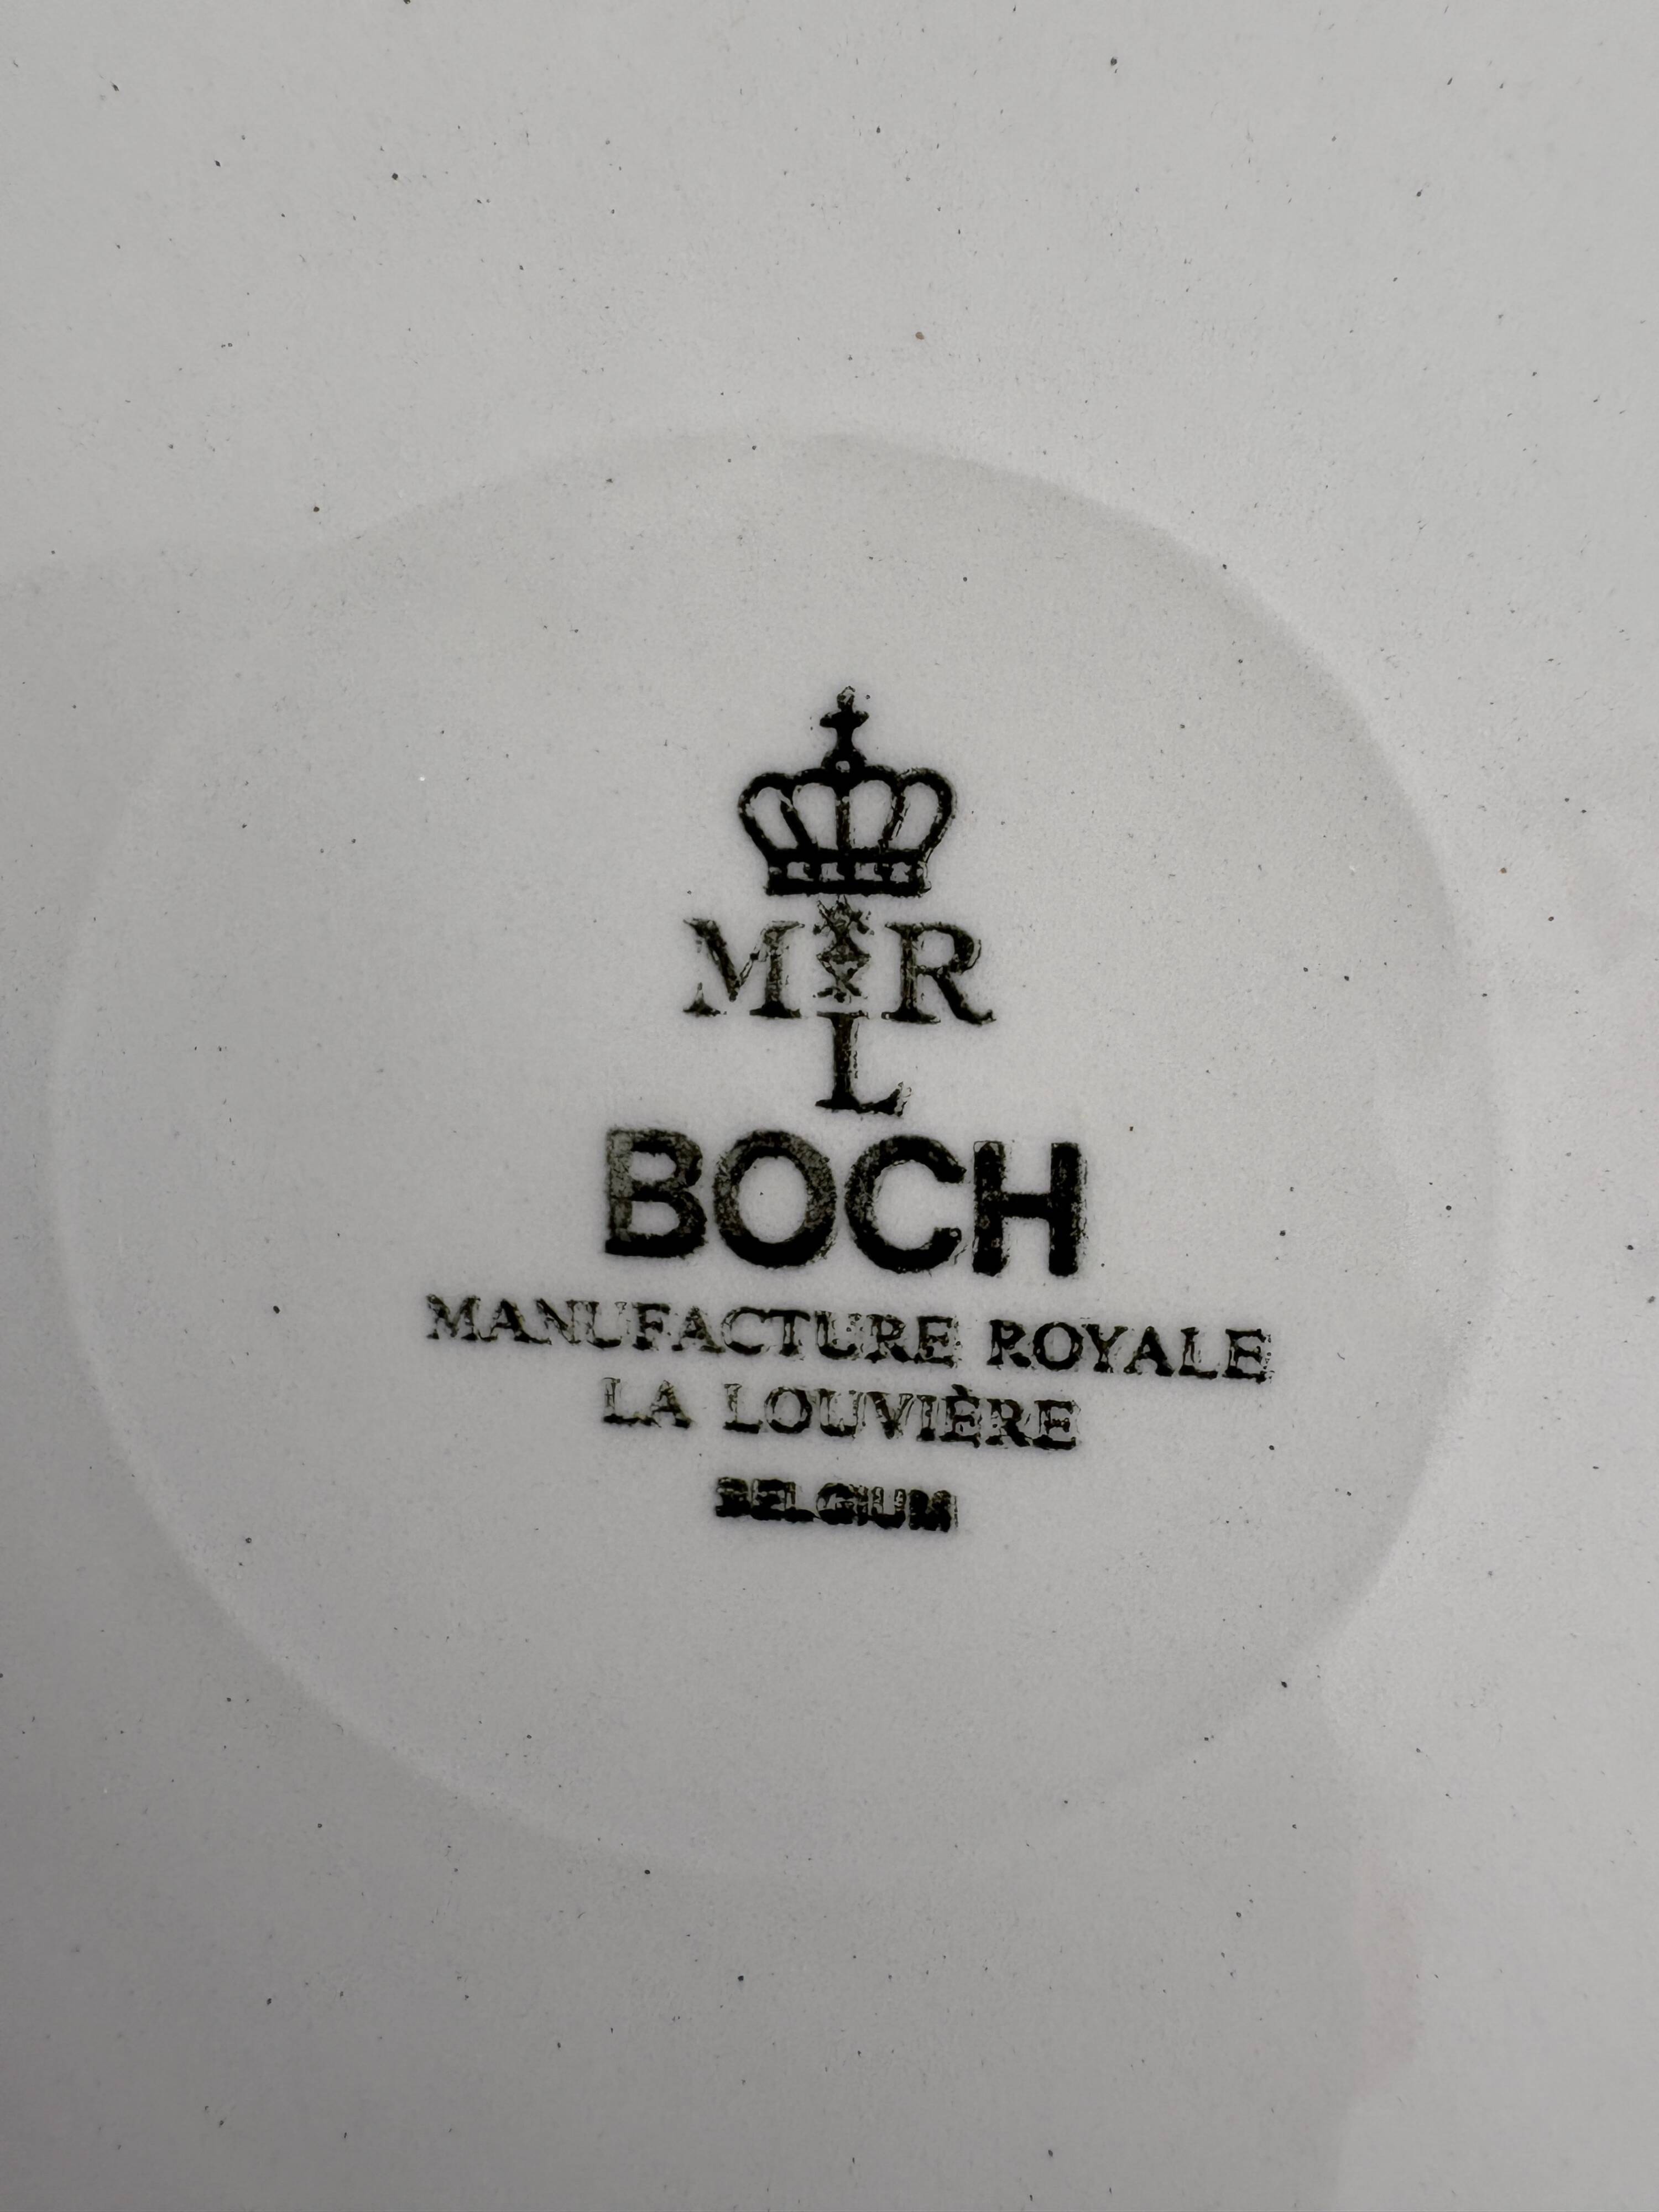 M R
L
BOCH
MANUFACTURE ROYALE
LA LOUVIÈRE
BELGIUM